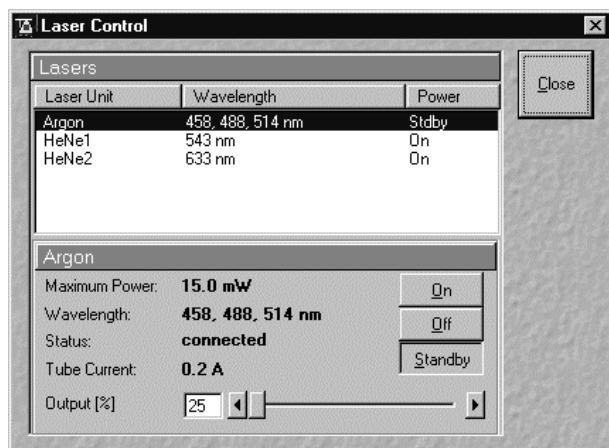 Laser Control
Lasers
Laser Unit Wavelength Power
Argon 458, 488, 514 nm Stdby
HeNe1 543 nm On
HeNe2 633 nm On
Close
Argon
Maximum Power: 15.0 mW
Wavelength: 458, 488, 514 nm
Status: connected
Tube Current: 0.2 A
Output [%] 25
On
Off
Standby